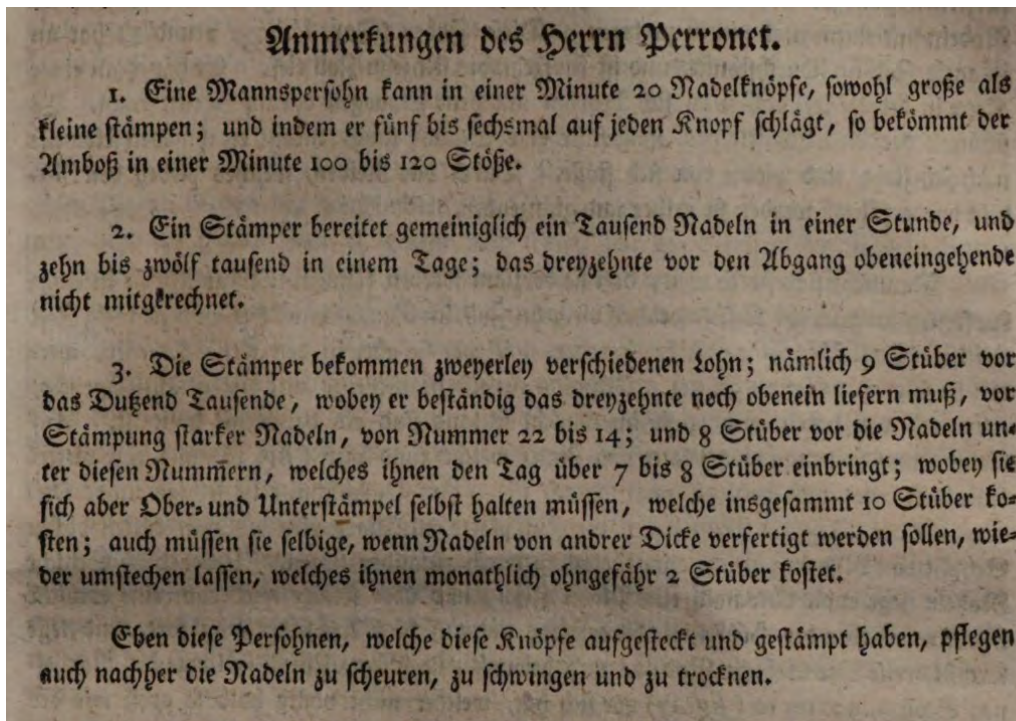 Anmerkungen des Herrn Perronet.
1. Eine Mannspersohn kann in einer Minute 20 Nadelknöpfe, sowohl große als
kleine stämpen; und indem er fünf bis sechsmal auf jeden Knopf schlägt, so bekömmt der
Amboß in einer Minute 100 bis 120 Stöße.
2. Ein Stämper bereitet gemeiniglich ein Tausend Nadeln in einer Stunde, und
zehn bis zwölf tausend in einem Tage; das dreyzehnte vor den Abgang obeneingehende
nicht mitgerechnet.
3. Die Stämper bekommen zweyerley verschiedenen Lohn; nämlich 9 Stüber vor
das Dutzend Tausende, wobey er beständig das dreyzehnte noch obenein liefern muß, vor
Stämpung starker Nadeln, von Nummer 22 bis 14; und 8 Stüber vor die Nadeln un-
ter diesen Nummern, welches ihnen den Tag über 7 bis 8 Stüber einbringt; wobey sie
sich aber Ober- und Unterstämpel selbst halten müssen, welche insgesammt 10 Stüber ko-
sten; auch müssen sie selbige, wenn Nadeln von andrer Dicke verfertigt werden sollen, wie-
der umstechen lassen, welches ihnen monathlich ohngefähr 2 Stüber kostet.
Eben diese Persohnen, welche diese Knöpfe aufgesteckt und gestämpt haben, pflegen
auch nachher die Nadeln zu scheuren, zu schwingen und zu trocknen.